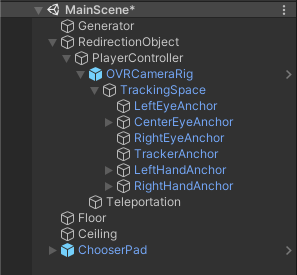 MainScene*
Generator
RedirectionObject
PlayerController
OVRCameraRig
TrackingSpace
LeftEyeAnchor
CenterEyeAnchor
RightEyeAnchor
TrackerAnchor
LeftHandAnchor
RightHandAnchor
Teleportation
Floor
Ceiling
ChooserPad